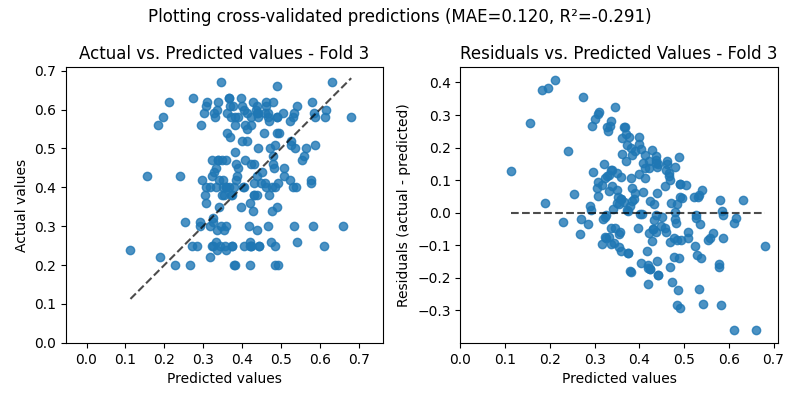 Plotting cross-validated predictions (MAE=0.120, R²=-0.291)
Actual vs. Predicted values - Fold 3
Residuals vs. Predicted Values - Fold 3
0.7
0.6
0.5
0.4
0.3
0.2
0.1
0.0
Actual values
0.0 0.1 0.2 0.3 0.4 0.5 0.6 0.7
Predicted values
0.4
0.3
0.2
0.1
0.0
−0.1
−0.2
−0.3
Residuals (actual - predicted)
0.0 0.1 0.2 0.3 0.4 0.5 0.6 0.7
Predicted values